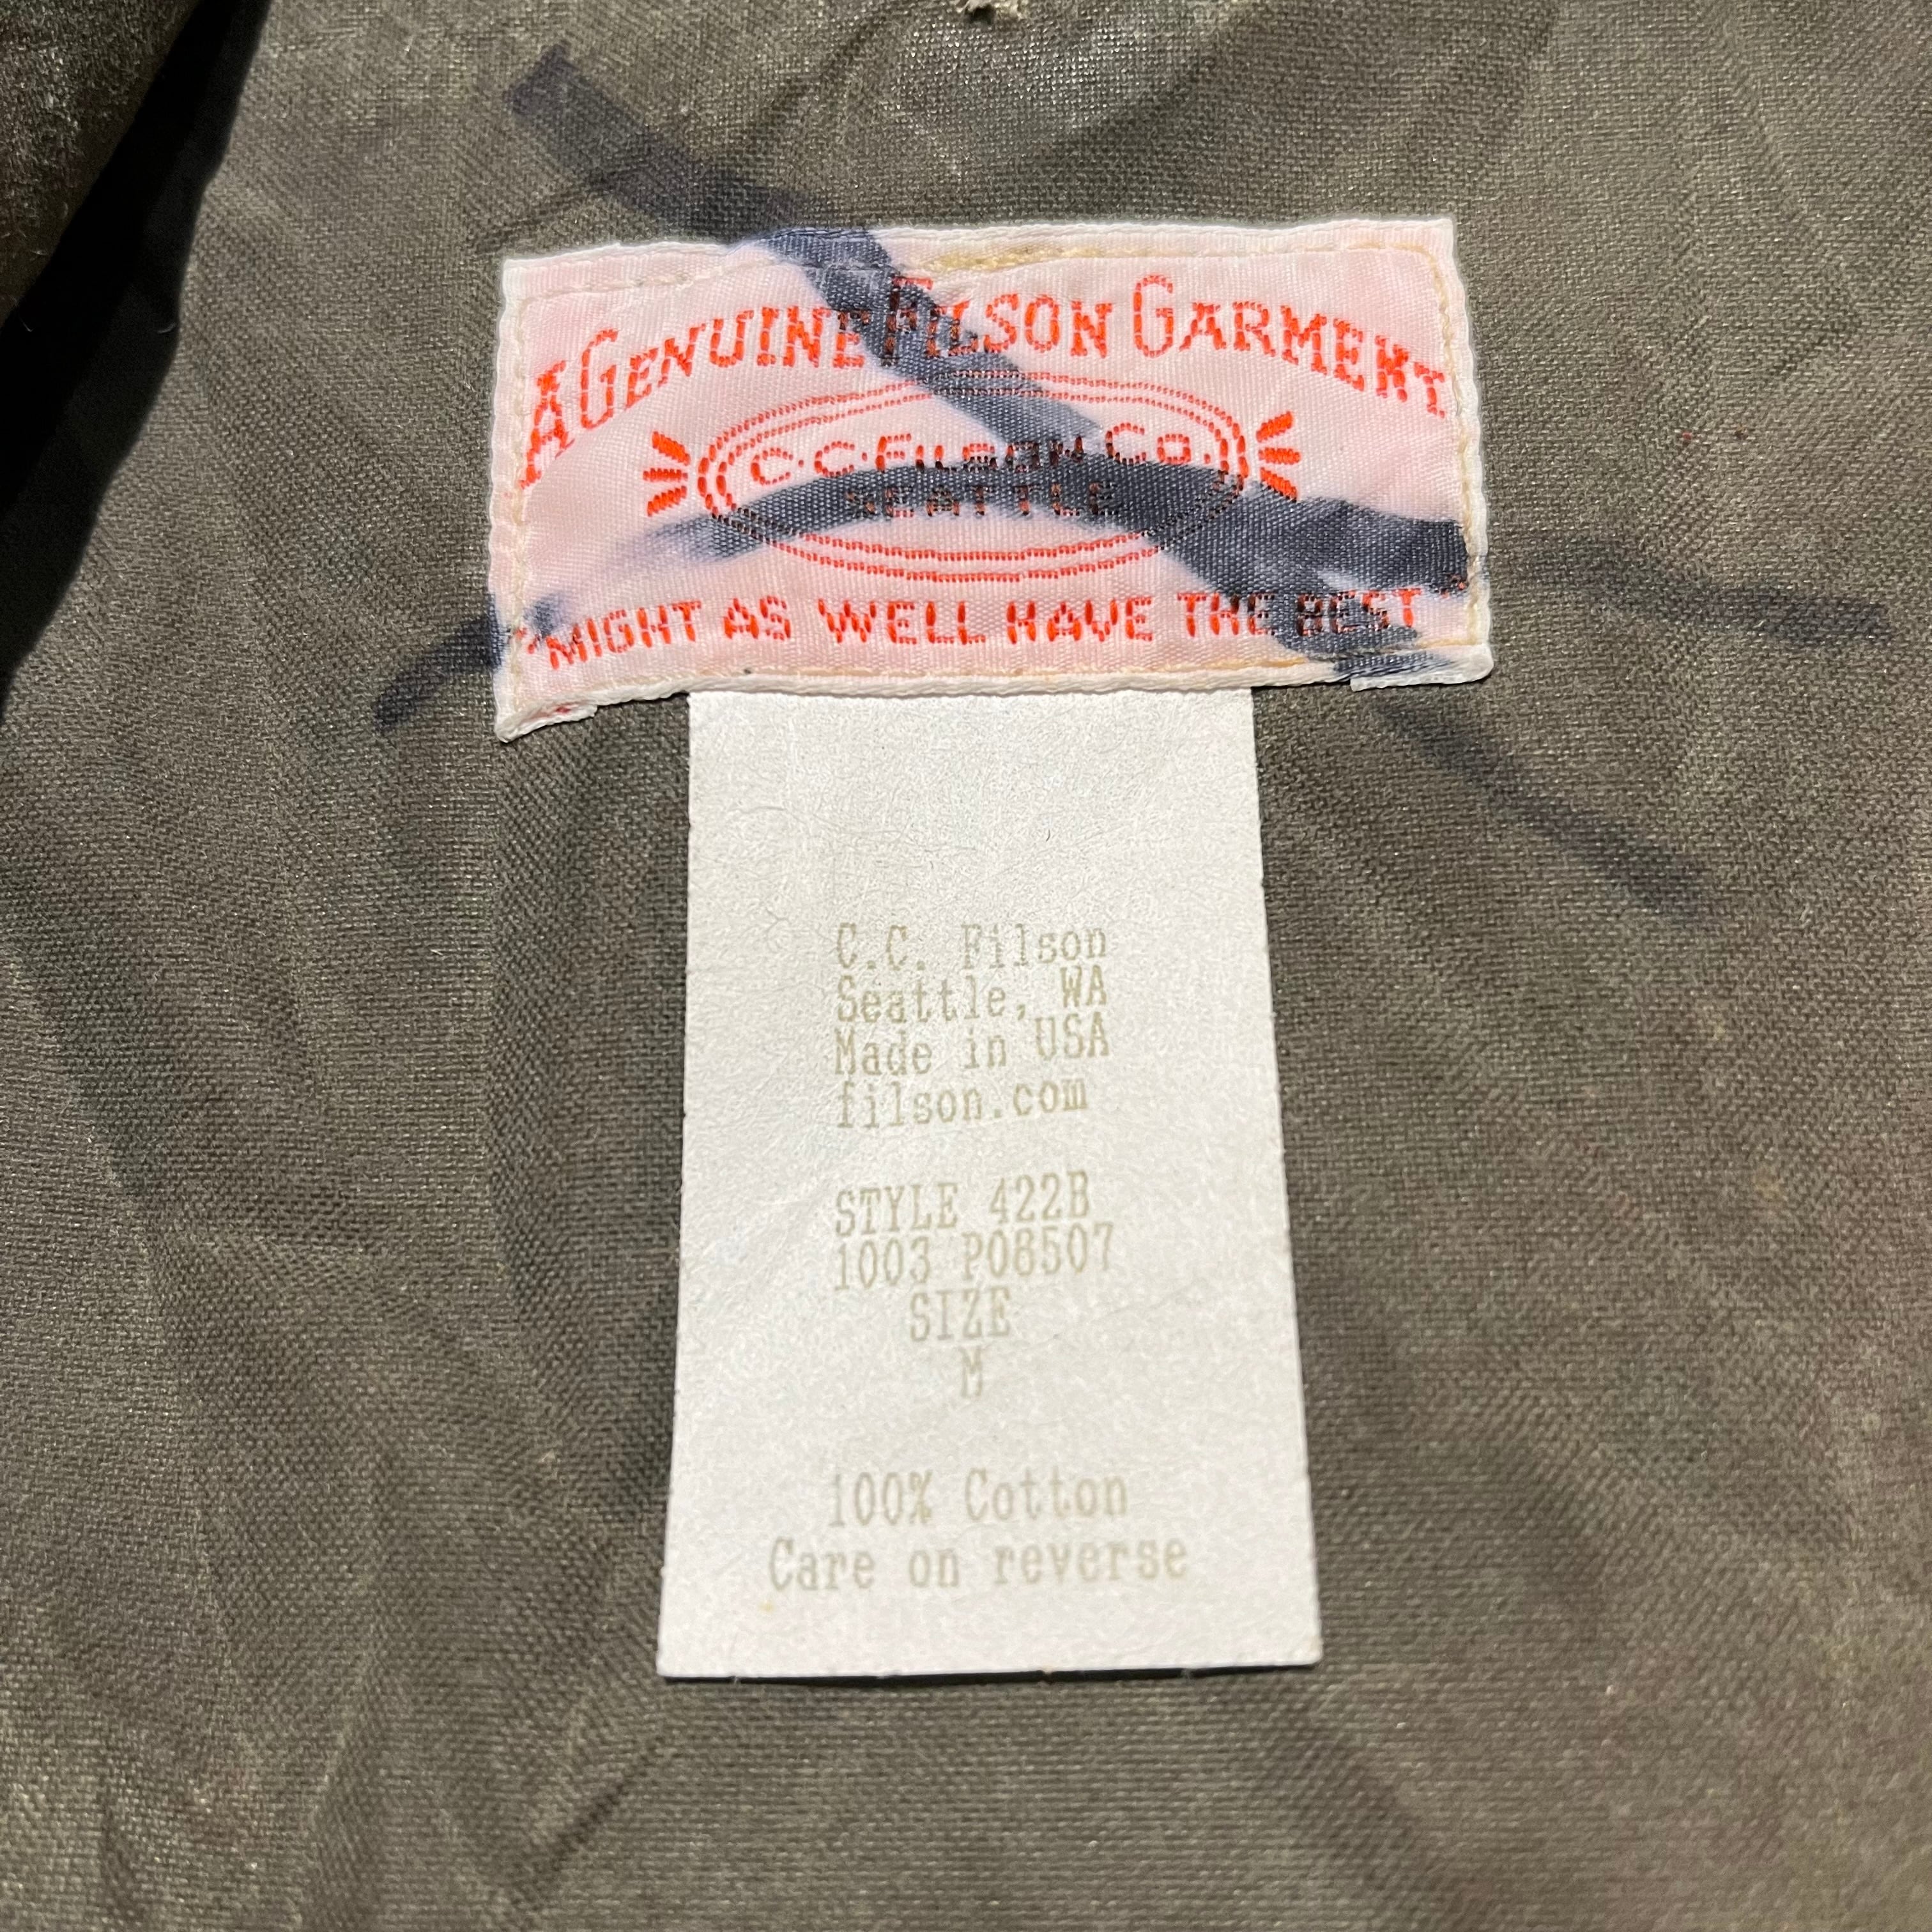 A GENUINE FILSON GARMENT
C.C. FILSON CO.
SEATTLE
"MIGHT AS WELL HAVE THE BEST"
C.C. Filson
Seattle, WA
Made in USA
filson.com
STYLE 422B
1003 P08507
SIZE
M
100% Cotton
Care on reverse